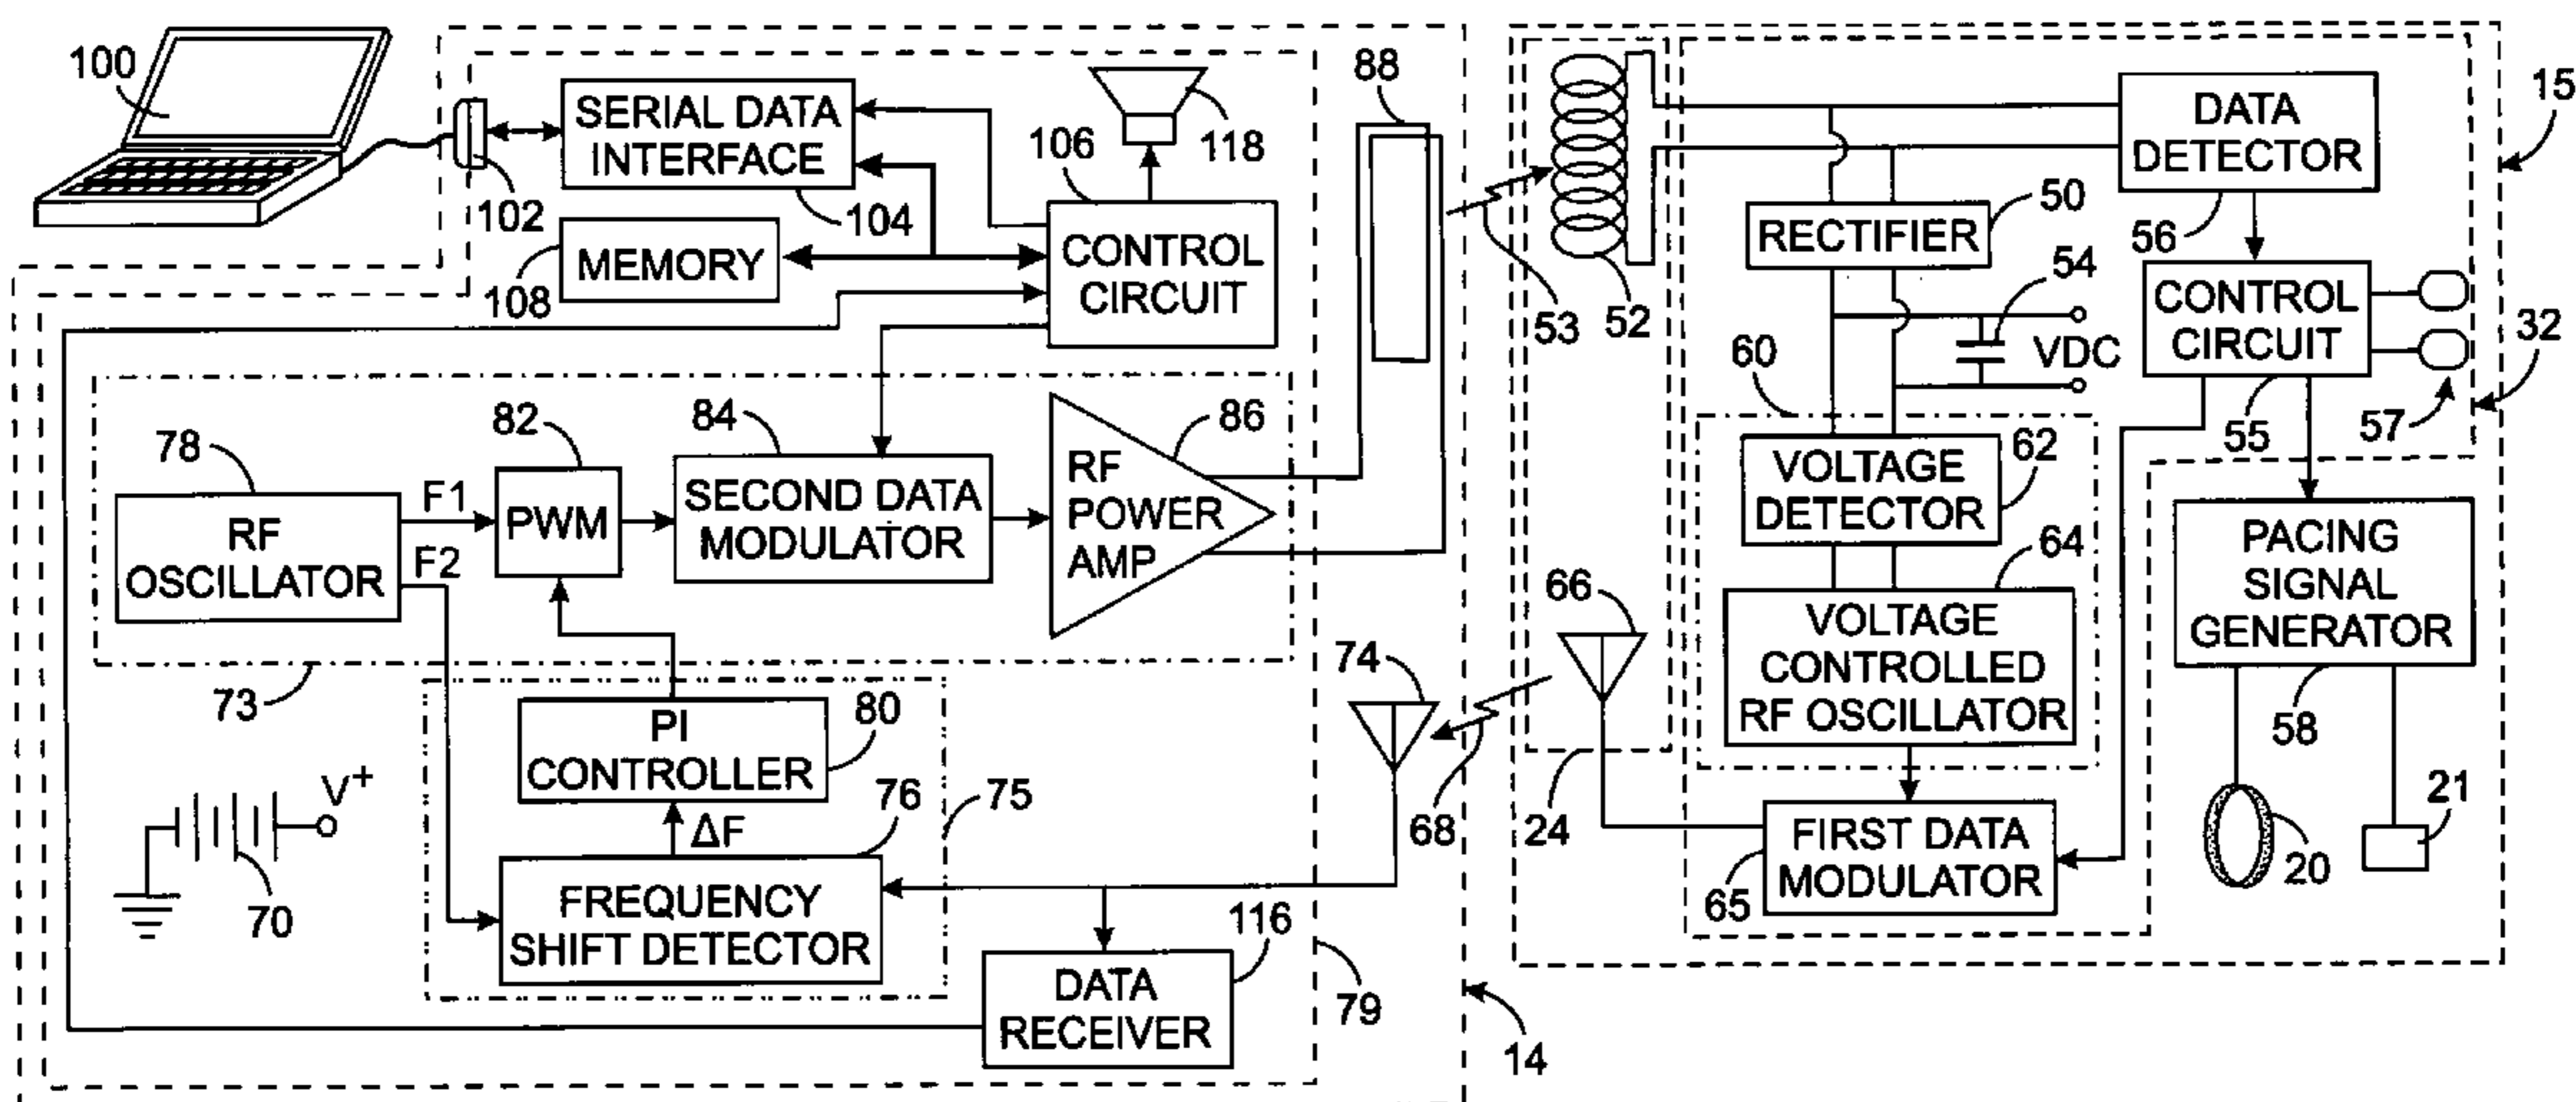 100
102
SERIAL DATA
INTERFACE
104
MEMORY
108
106
118
CONTROL
CIRCUIT
88
78
RF
OSCILLATOR
F1
F2
82
PWM
84
SECOND DATA
MODULATOR
86
RF
POWER
AMP
73
PI
CONTROLLER
80
ΔF
76
75
FREQUENCY
SHIFT DETECTOR
V+
70
74
116
DATA
RECEIVER
79
14
53
52
68
66
24
DATA
DETECTOR
56
15
RECTIFIER
50
54
VDC
CONTROL
CIRCUIT
55
57
32
60
VOLTAGE
DETECTOR
62
64
VOLTAGE
CONTROLLED
RF OSCILLATOR
FIRST DATA
MODULATOR
65
PACING
SIGNAL
GENERATOR
58
20
21